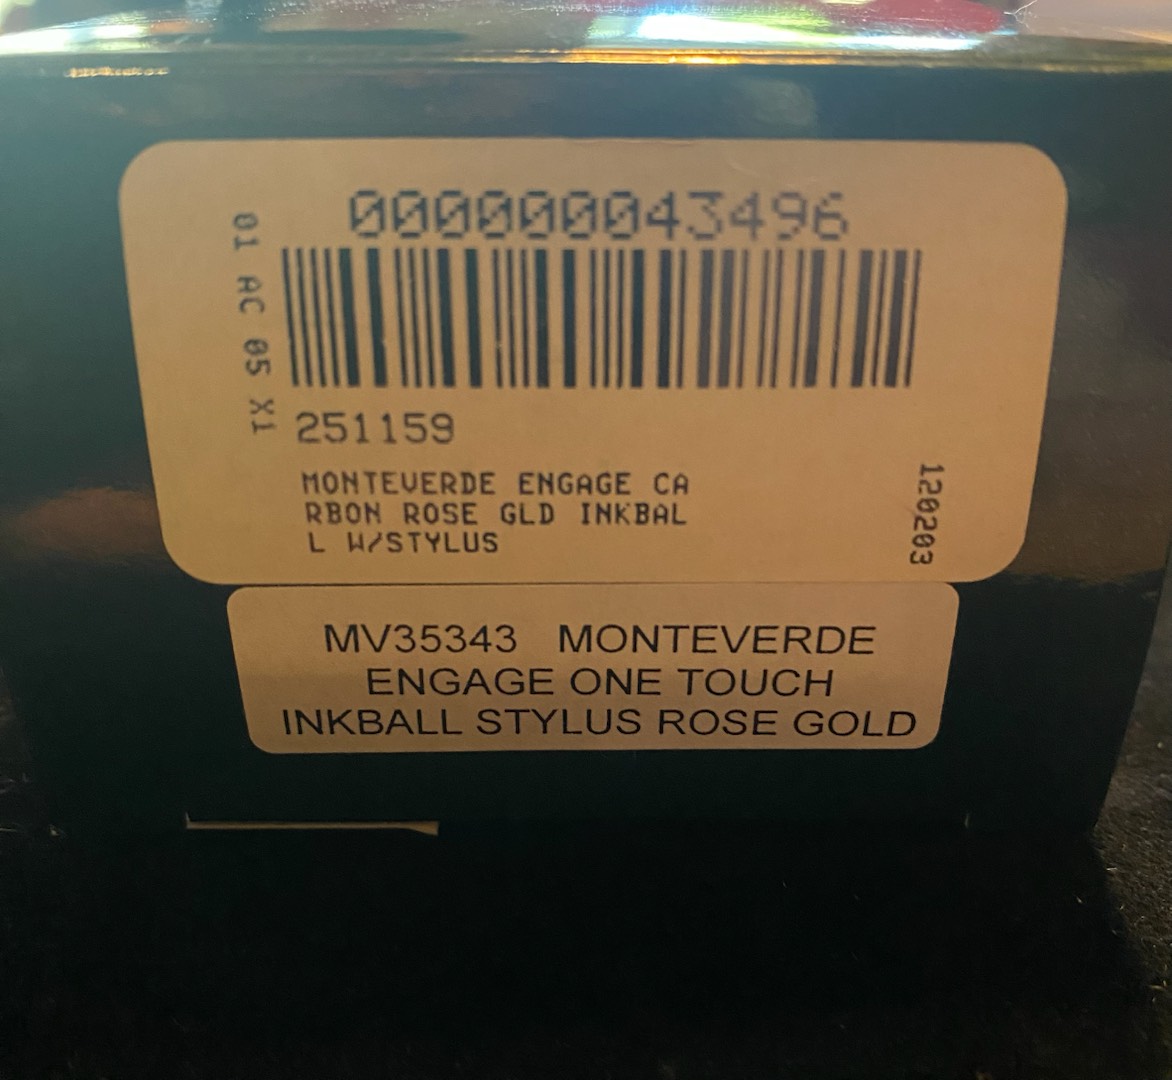 000000043496
01 AC 05 X1
251159
MONTEVERDE ENGAGE CA
RBON ROSE GLD INKBAL
L W/STYLUS
120203
MV35343 MONTEVERDE
ENGAGE ONE TOUCH
INKBALL STYLUS ROSE GOLD